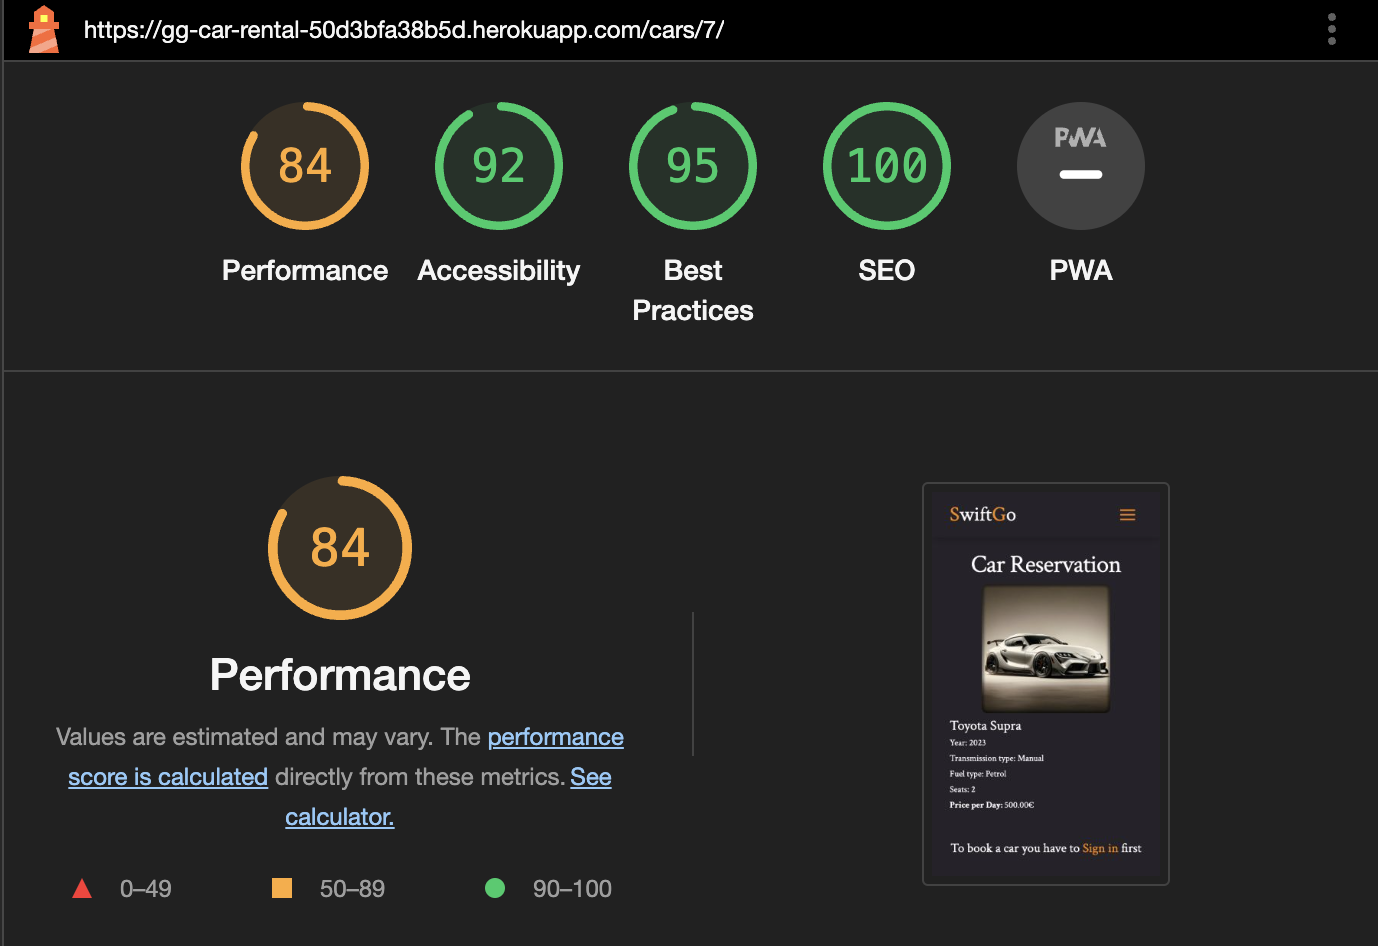 https://gg-car-rental-50d3bfa38b5d.herokuapp.com/cars/7/
84
92
95
100
PWA
Performance
Accessibility
Best
Practices
SEO
PWA
84
Performance
Values are estimated and may vary. The performance
score is calculated directly from these metrics. See
calculator.
0–49
50–89
90–100
SwiftGo
Car Reservation
Toyota Supra
Year: 2023
Transmission type: Manual
Fuel type: Petrol
Seats: 2
Price per Day: 500.00€
To book a car you have to Sign in first